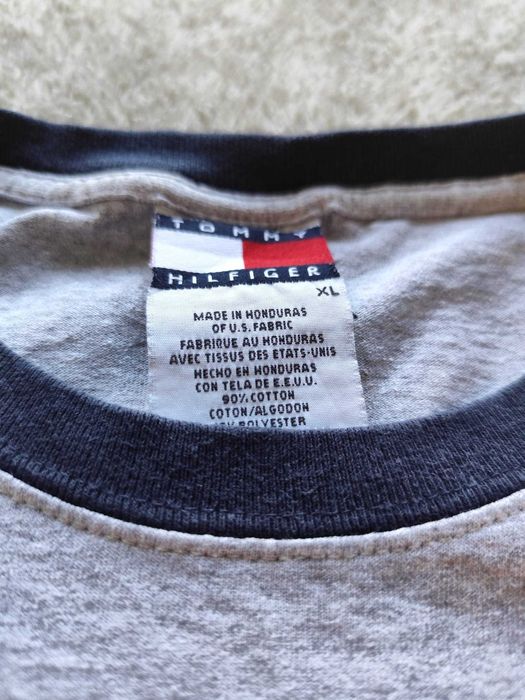 TOMMY
HILFIGER
XL
MADE IN HONDURAS
OF U.S. FABRIC
FABRIQUE AU HONDURAS
AVEC TISSUS DES ETATS-UNIS
HECHO EN HONDURAS
CON TELA DE E.E.U.U.
90% COTTON
COTON/ALGODON
POLYESTER